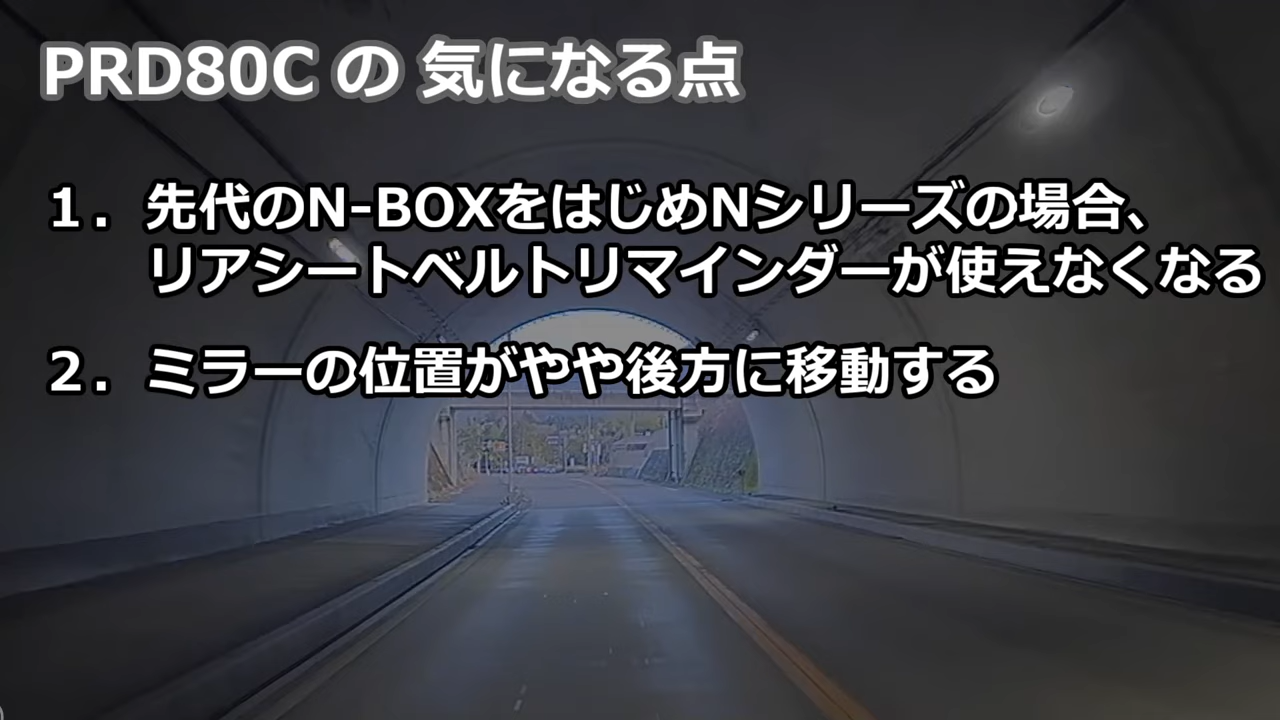 PRD80C の 気になる点
１．先代のN-BOXをはじめNシリーズの場合、
リアシートベルトリマインダーが使えなくなる
２．ミラーの位置がやや後方に移動する